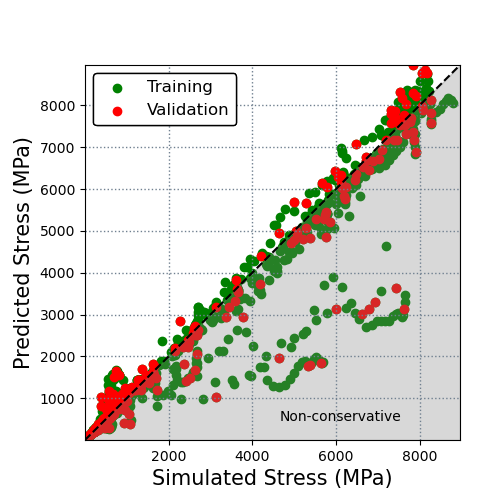 Training
Validation
8000
7000
6000
5000
4000
3000
2000
1000
Predicted Stress (MPa)
Non-conservative
2000
4000
6000
8000
Simulated Stress (MPa)